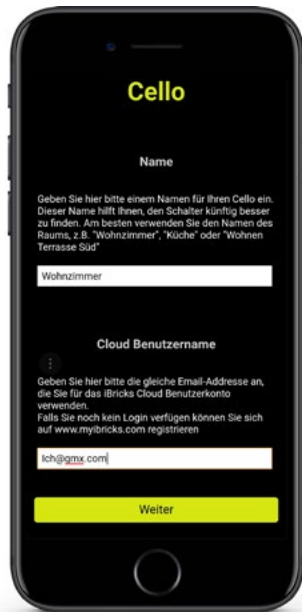 Cello
Name
Geben Sie hier bitte einem Namen für Ihren Cello ein.
Dieser Name hilft Ihnen, den Schalter künftig besser
zu finden. Am besten verwenden Sie den Namen des
Raums, z.B. "Wohnzimmer", "Küche" oder "Wohnen
Terrasse Süd"
Wohnzimmer
Cloud Benutzername
Geben Sie hier bitte die gleiche Email-Addresse an,
die Sie für das iBricks Cloud Benutzerkonto
verwenden.
Falls Sie noch kein Login verfügen können Sie sich
auf www.myibricks.com registrieren
Ich@gmx.com
Weiter